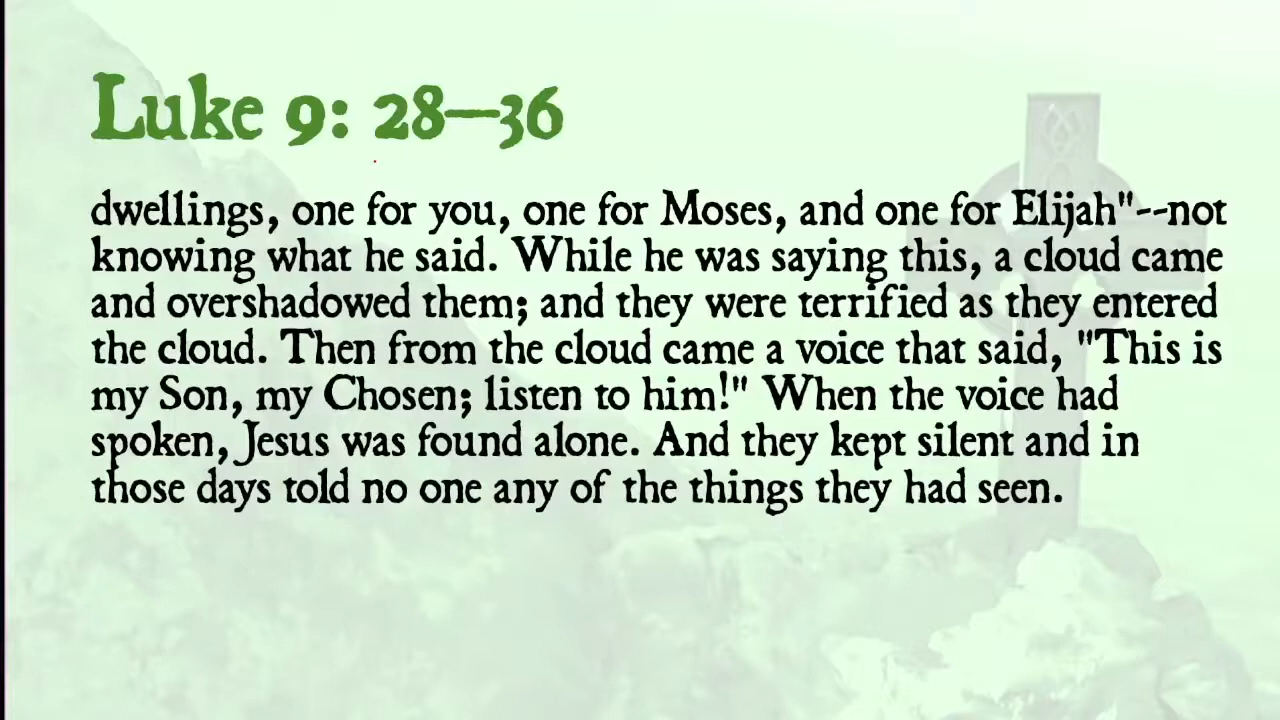 Luke 9: 28—36
dwellings, one for you, one for Moses, and one for Elijah"--not
knowing what he said. While he was saying this, a cloud came
and overshadowed them; and they were terrified as they entered
the cloud. Then from the cloud came a voice that said, "This is
my Son, my Chosen; listen to him!" When the voice had
spoken, Jesus was found alone. And they kept silent and in
those days told no one any of the things they had seen.